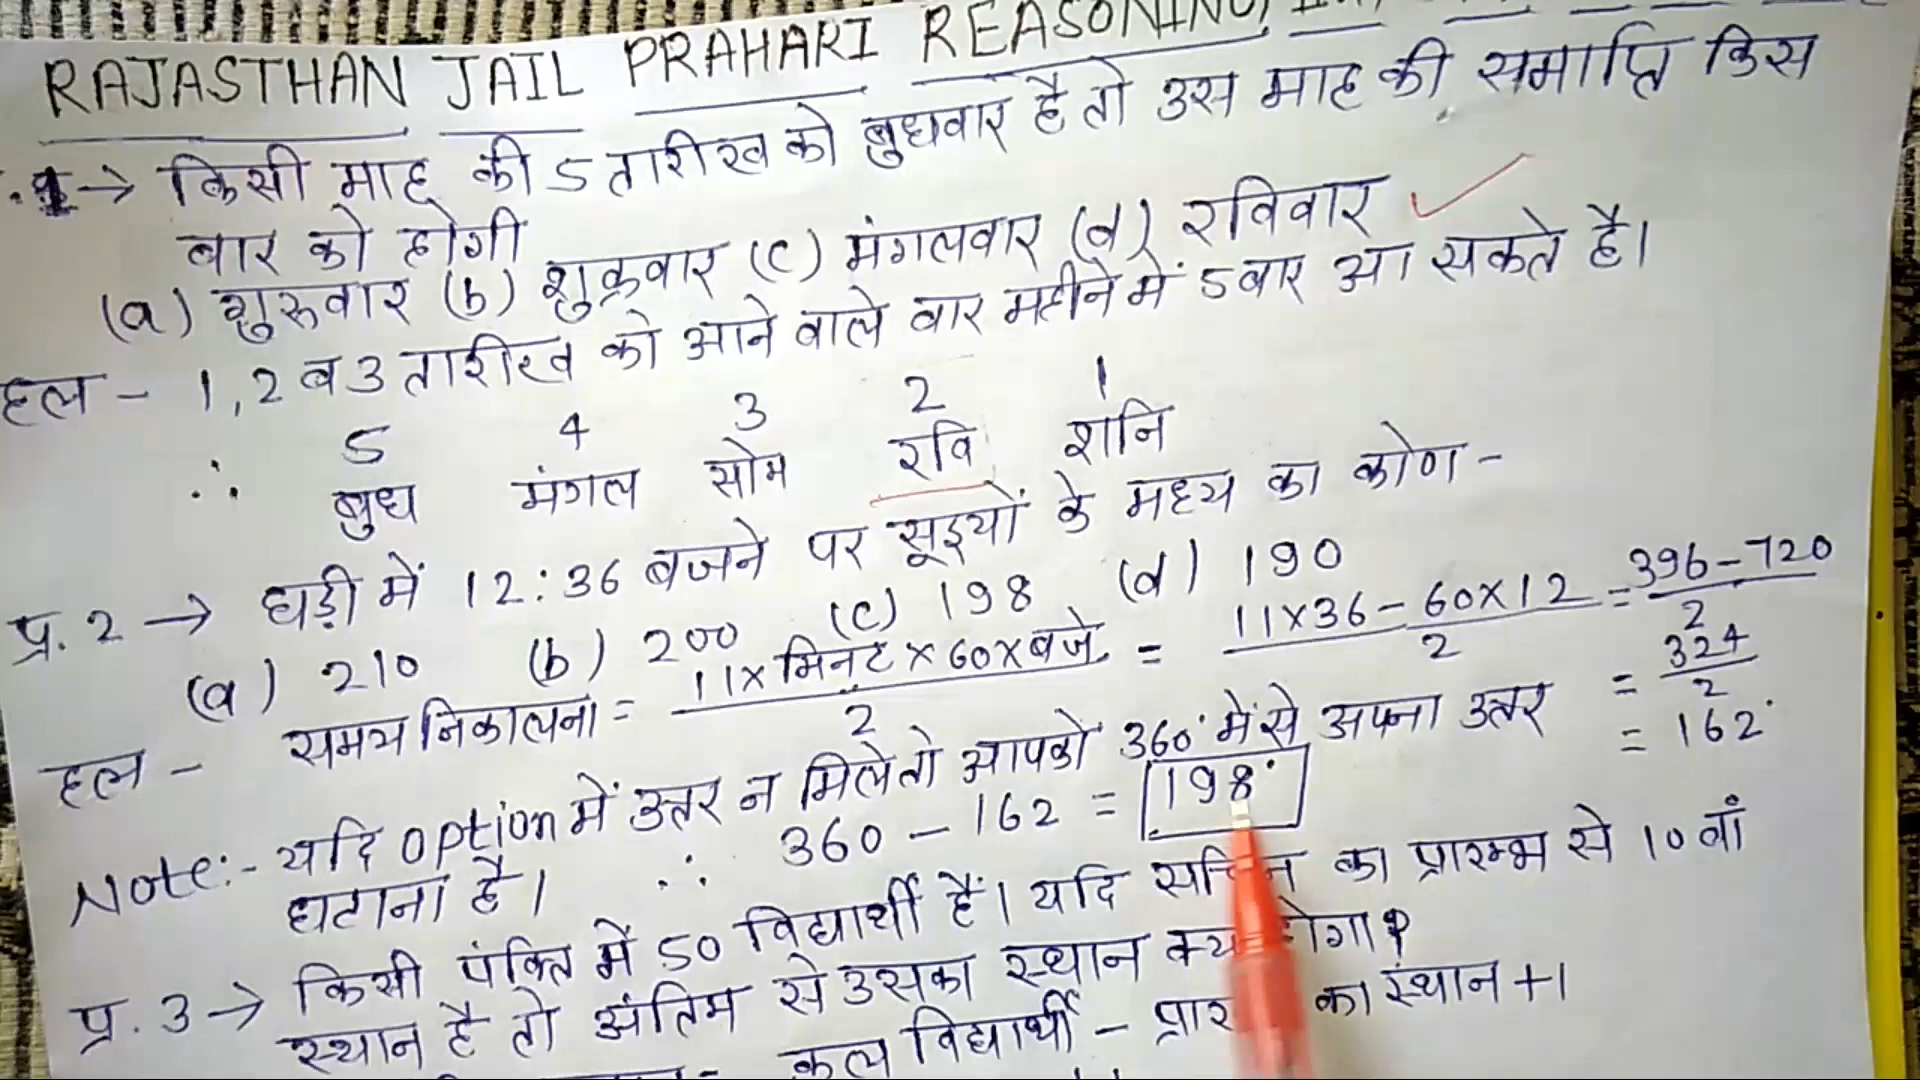 RAJASTHAN JAIL PRAHARI REASONING
1→ किसी माह की 5 तारीख को बुधवार है तो उस माह की समाप्ति किस
वार को होगी
(a) गुरुवार (b) शुक्रवार (c) मंगलवार (d) रविवार ✓
हल - 1, 2 व 3 तारीख को आने वाले वार महीने में 5 बार आ सकते है।
5 4 3 2 1
∴ बुध मंगल सोम रवि शनि
प्र. 2 → घड़ी में 12:36 बजने पर सूइयों के मध्य का कोण -
(a) 210 (b) 200 (c) 198 (d) 190
हल - समय निकालना = 11×मिनट×60×बजे / 2 = 11×36-60×12 / 2 = 396-720 / 2
= 324 / 2
= 162°
Note:- यदि option में उत्तर न मिले तो आपको 360° में से अपना उत्तर
घटाना है। ∴ 360 - 162 = 198°
प्र. 3 → किसी पंक्ति में 50 विद्यार्थी हैं। यदि का प्रारम्भ से 10 वाँ
स्थान है तो अंतिम से उसका स्थान
कुल विद्यार्थी - का स्थान +1